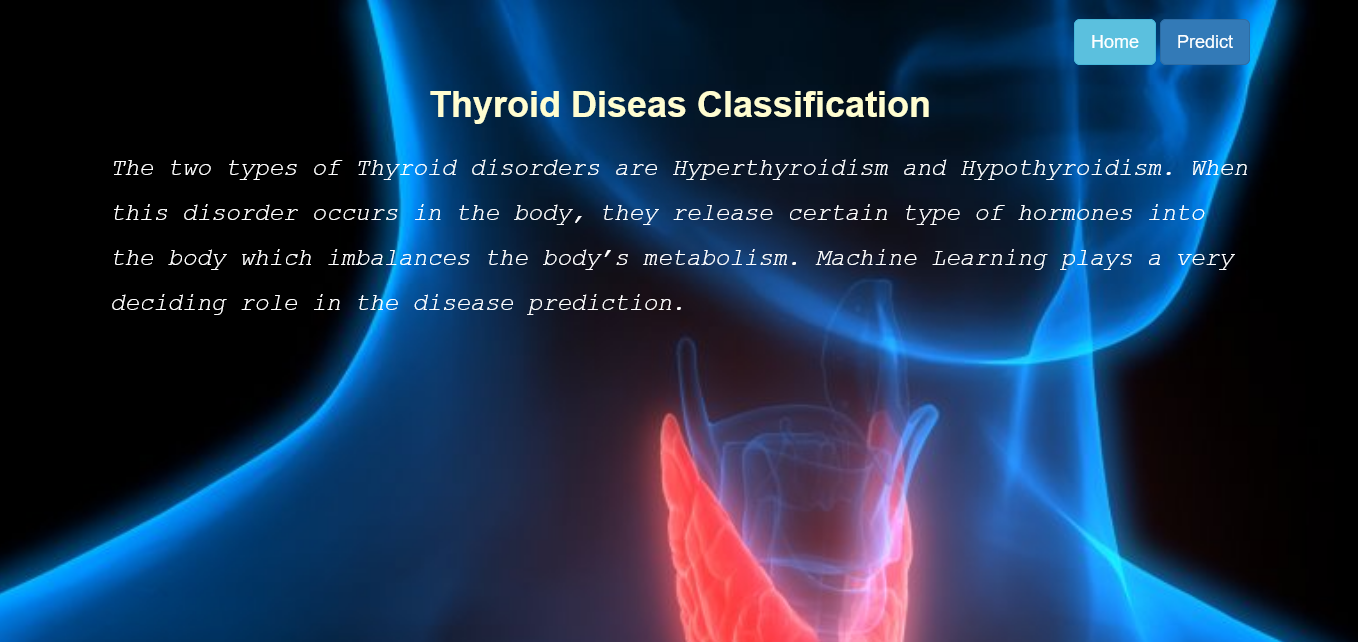 Home Predict
Thyroid Diseas Classification
The two types of Thyroid disorders are Hyperthyroidism and Hypothyroidism. When
this disorder occurs in the body, they release certain type of hormones into
the body which imbalances the body's metabolism. Machine Learning plays a very
deciding role in the disease prediction.